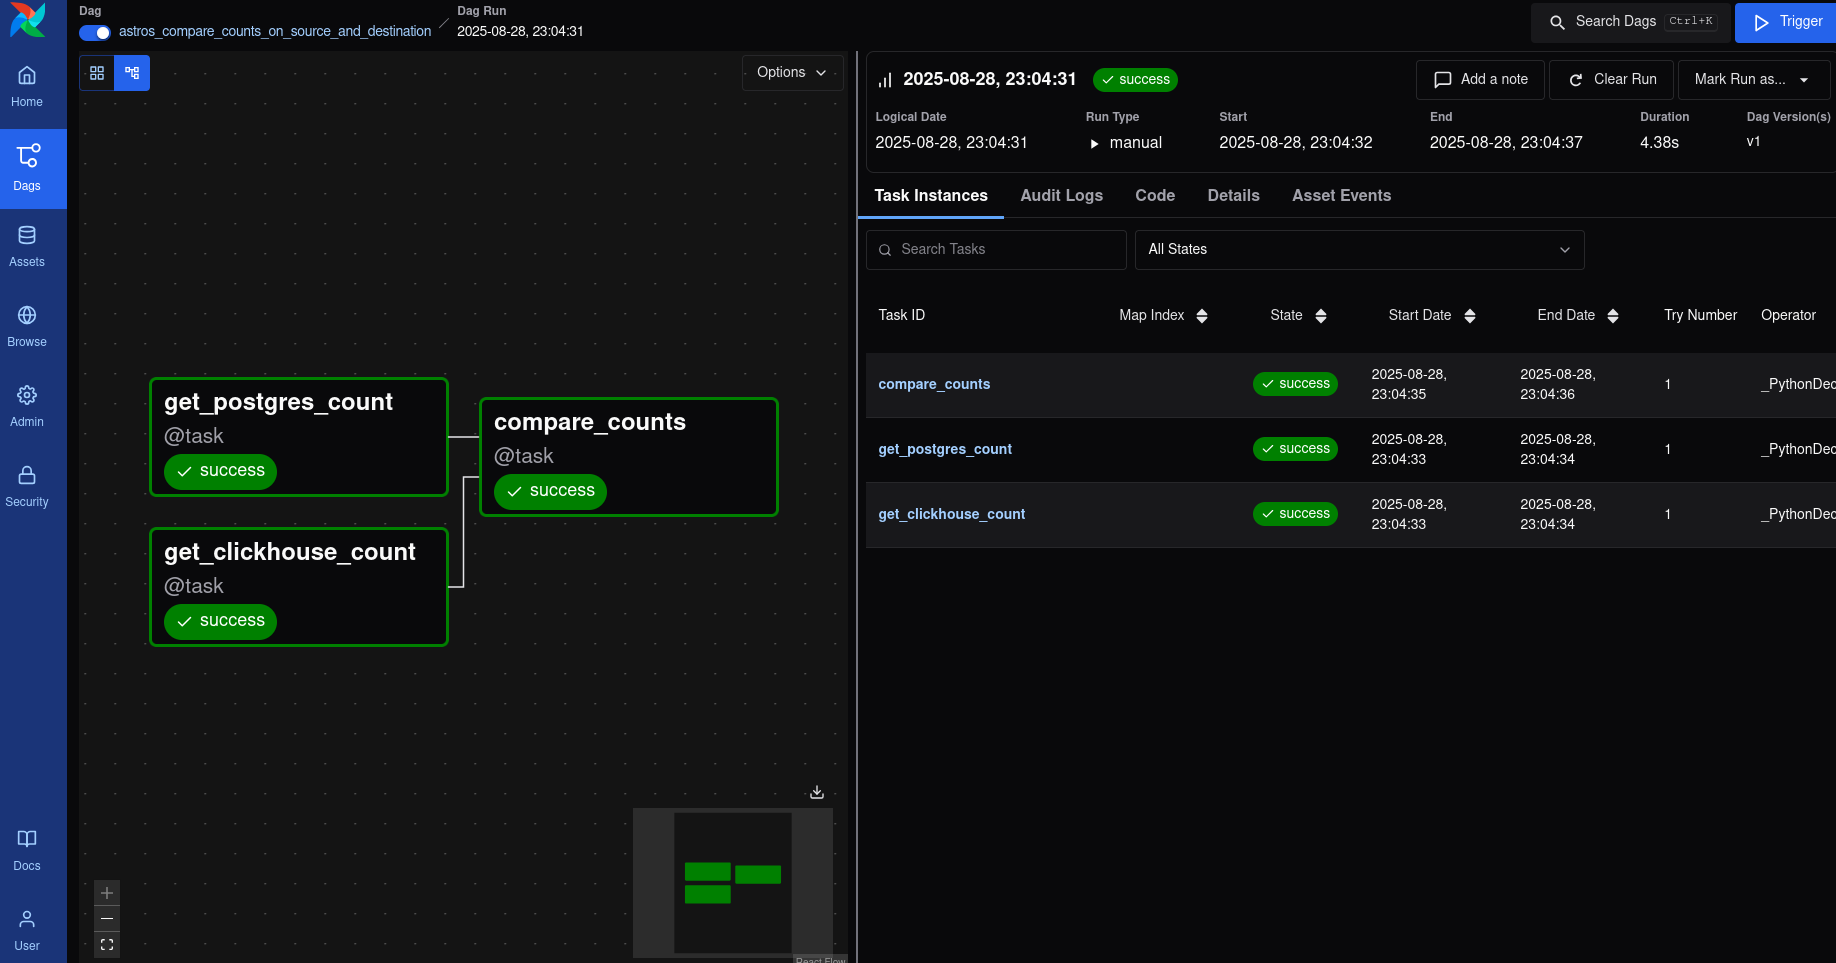 Dag
astros_compare_counts_on_source_and_destination
Dag Run
2025-08-28, 23:04:31
Search Dags Ctrl+K
Trigger
Home
Dags
Assets
Browse
Admin
Security
Docs
User
Options
get_postgres_count
@task
success
get_clickhouse_count
@task
success
compare_counts
@task
success
React Flow
2025-08-28, 23:04:31 success
Add a note
Clear Run
Mark Run as...
Logical Date Run Type Start End Duration Dag Version(s)
2025-08-28, 23:04:31 manual 2025-08-28, 23:04:32 2025-08-28, 23:04:37 4.38s v1
Task Instances Audit Logs Code Details Asset Events
Search Tasks All States
Task ID Map Index State Start Date End Date Try Number Operator
compare_counts success 2025-08-28, 2025-08-28, 1 _PythonDec
23:04:35 23:04:36
get_postgres_count success 2025-08-28, 2025-08-28, 1 _PythonDec
23:04:33 23:04:34
get_clickhouse_count success 2025-08-28, 2025-08-28, 1 _PythonDec
23:04:33 23:04:34